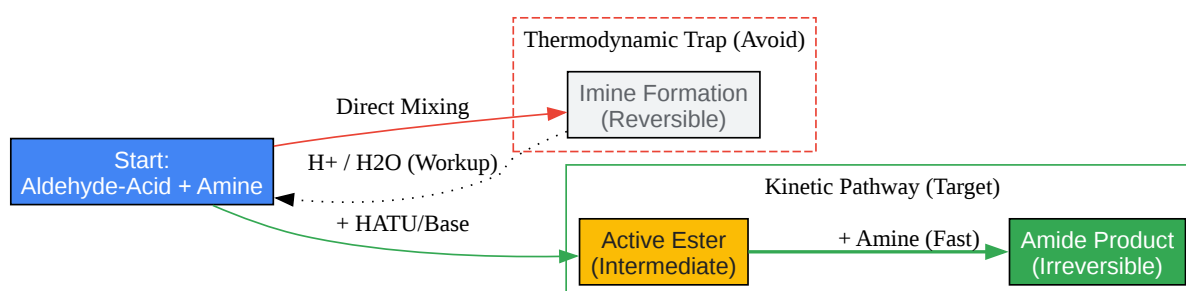 Thermodynamic Trap (Avoid)
Imine Formation
(Reversible)
Direct Mixing
Start:
Aldehyde-Acid + Amine
H+ / H2O (Workup)
+ HATU/Base
Kinetic Pathway (Target)
Active Ester
(Intermediate)
+ Amine (Fast)
Amide Product
(Irreversible)